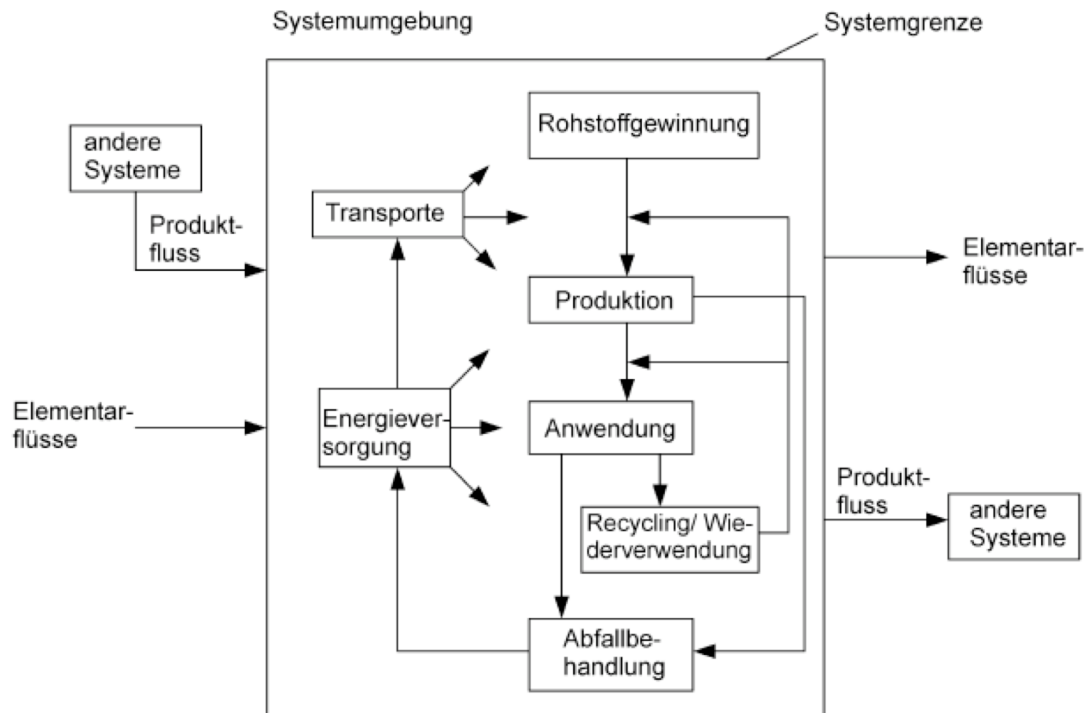 Systemumgebung
Systemgrenze
andere
Systeme
Produkt-
fluss
Rohstoffgewinnung
Transporte
Elementar-
flüsse
Produktion
Elementar-
flüsse
Energiever-
sorgung
Anwendung
Recycling/ Wie-
derverwendung
Produkt-
fluss
andere
Systeme
Abfallbe-
handlung